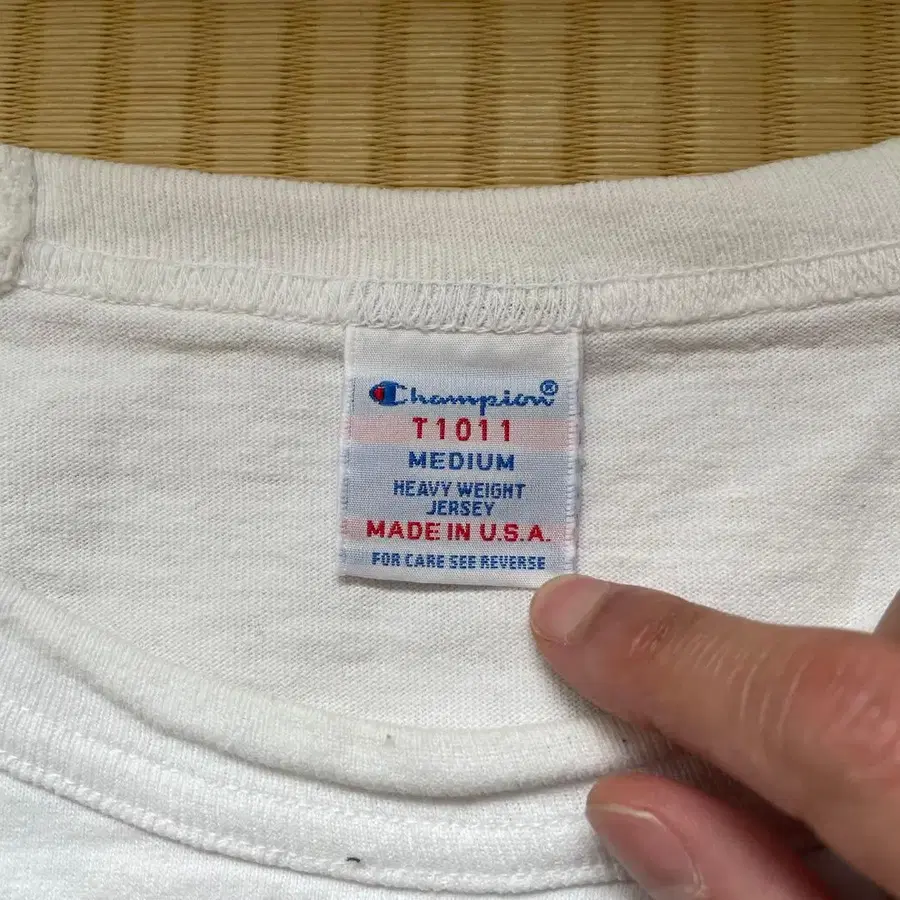 Champion®
T1011
MEDIUM
HEAVY WEIGHT
JERSEY
MADE IN U.S.A.
FOR CARE SEE REVERSE